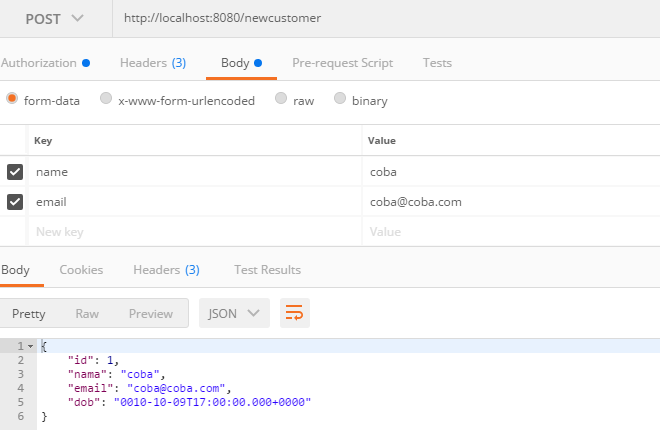 POST http://localhost:8080/newcustomer
Authorization Headers (3) Body Pre-request Script Tests
form-data x-www-form-urlencoded raw binary
Key Value
name coba
email coba@coba.com
New key Value
Body Cookies Headers (3) Test Results
Pretty Raw Preview JSON
1 {
2 "id": 1,
3 "nama": "coba",
4 "email": "coba@coba.com",
5 "dob": "0010-10-09T17:00:00.000+0000"
6 }